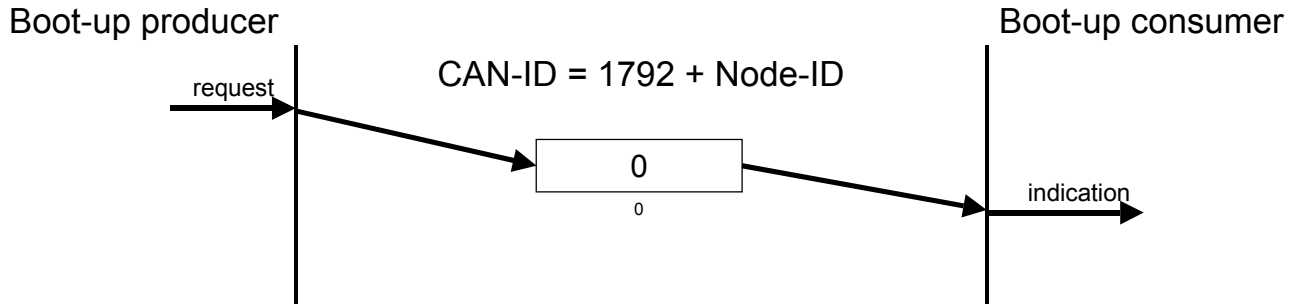 Boot-up producer
Boot-up consumer
request
CAN-ID = 1792 + Node-ID
0
0
indication